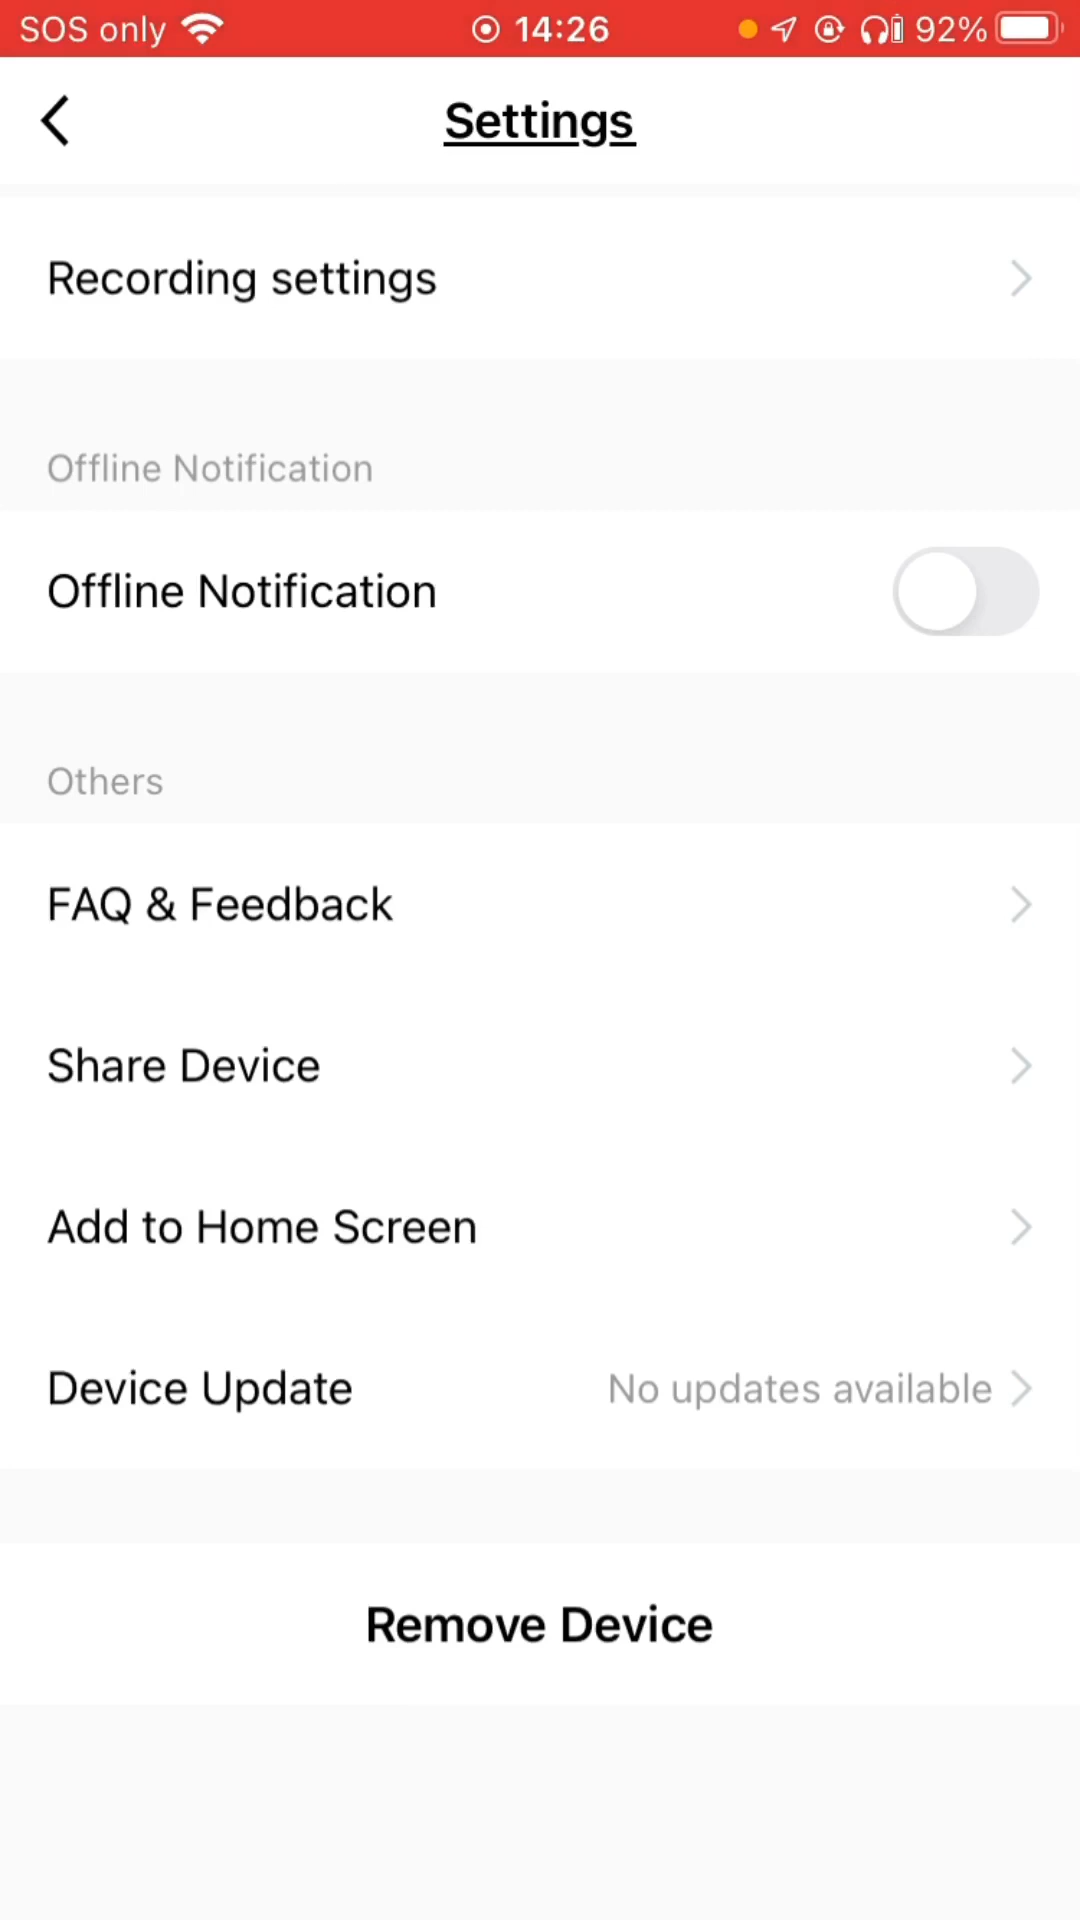 SOS only 14:26 92%
Settings
Recording settings
Offline Notification
Offline Notification
Others
FAQ & Feedback
Share Device
Add to Home Screen
Device Update No updates available
Remove Device